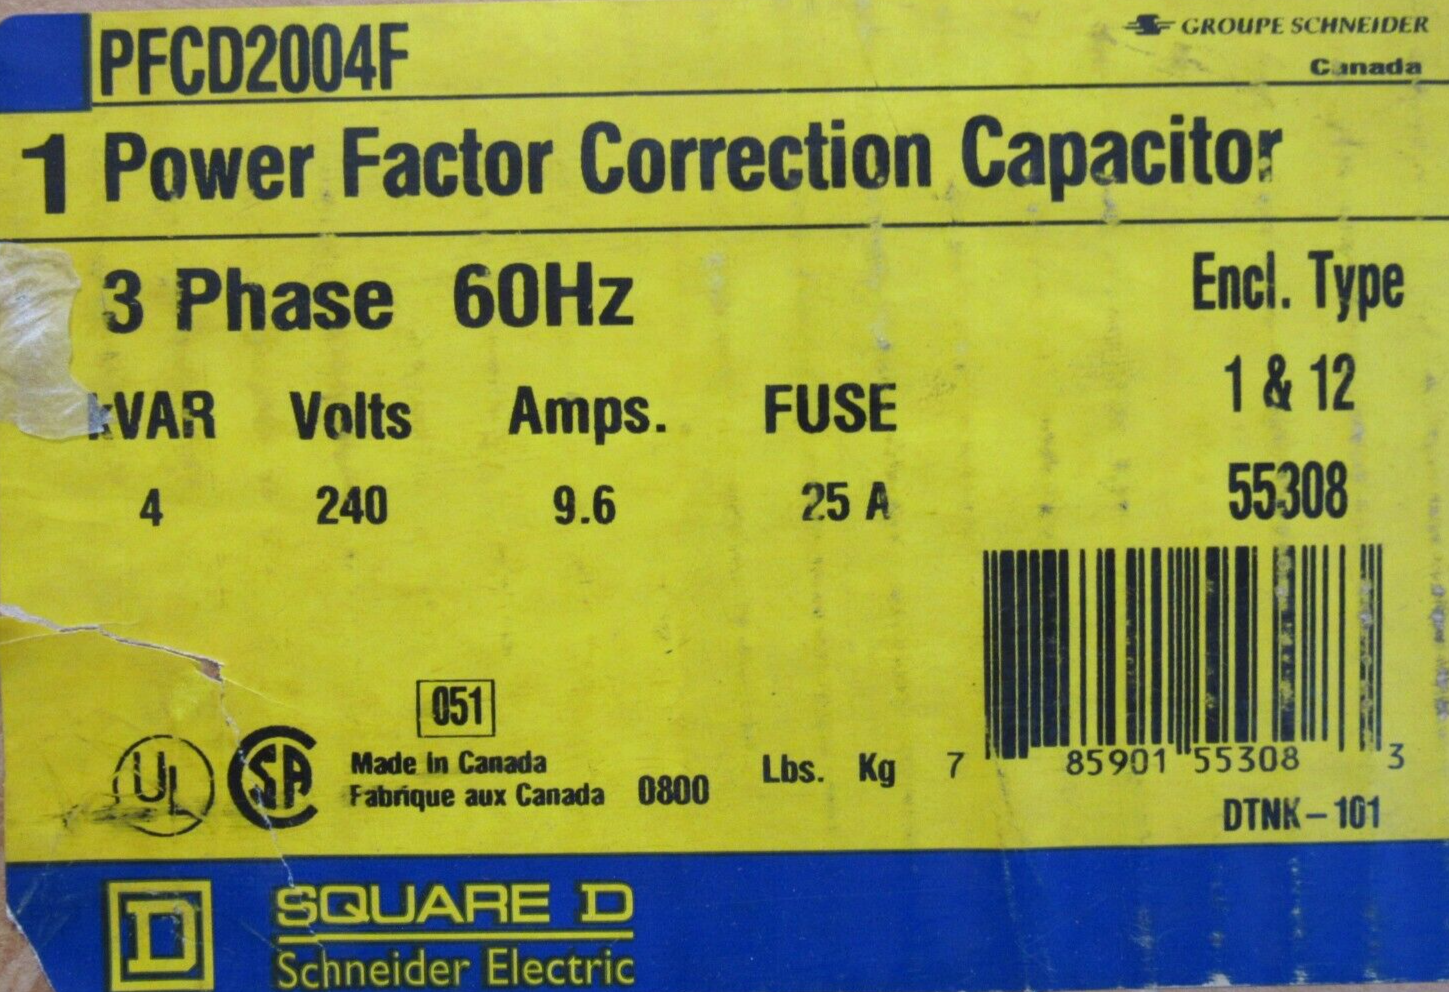 PFCD2004F
GROUPE SCHNEIDER
Canada
1 Power Factor Correction Capacitor
3 Phase 60Hz
Encl. Type
1 & 12
kVAR Volts Amps. FUSE
4 240 9.6 25 A
55308
051
UL
CSA
Made in Canada
Fabrique aux Canada
0800
Lbs. Kg
7 85901 55308 3
DTNK-101
D
SQUARE D
Schneider Electric